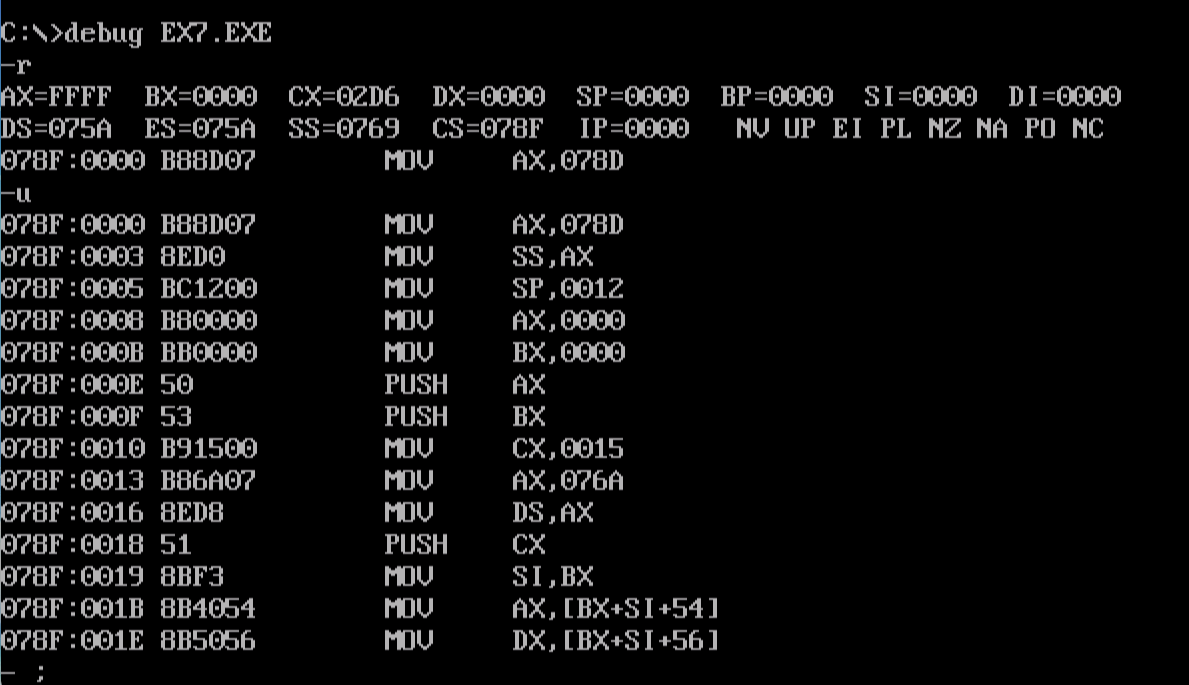 C:\>debug EX7.EXE
-r
AX=FFFF  BX=0000  CX=02D6  DX=0000  SP=0000  BP=0000  SI=0000  DI=0000
DS=075A  ES=075A  SS=0769  CS=078F  IP=0000   NV UP EI PL NZ NA PO NC
078F:0000 B88D07        MOV     AX,078D
-u
078F:0000 B88D07        MOV     AX,078D
078F:0003 8ED0          MOV     SS,AX
078F:0005 BC1200        MOV     SP,0012
078F:0008 B80000        MOV     AX,0000
078F:000B BB0000        MOV     BX,0000
078F:000E 50            PUSH    AX
078F:000F 53            PUSH    BX
078F:0010 B91500        MOV     CX,0015
078F:0013 B86A07        MOV     AX,076A
078F:0016 8ED8          MOV     DS,AX
078F:0018 51            PUSH    CX
078F:0019 8BF3          MOV     SI,BX
078F:001B 8B4054        MOV     AX,[BX+SI+54]
078F:001E 8B5056        MOV     DX,[BX+SI+56]
- ;